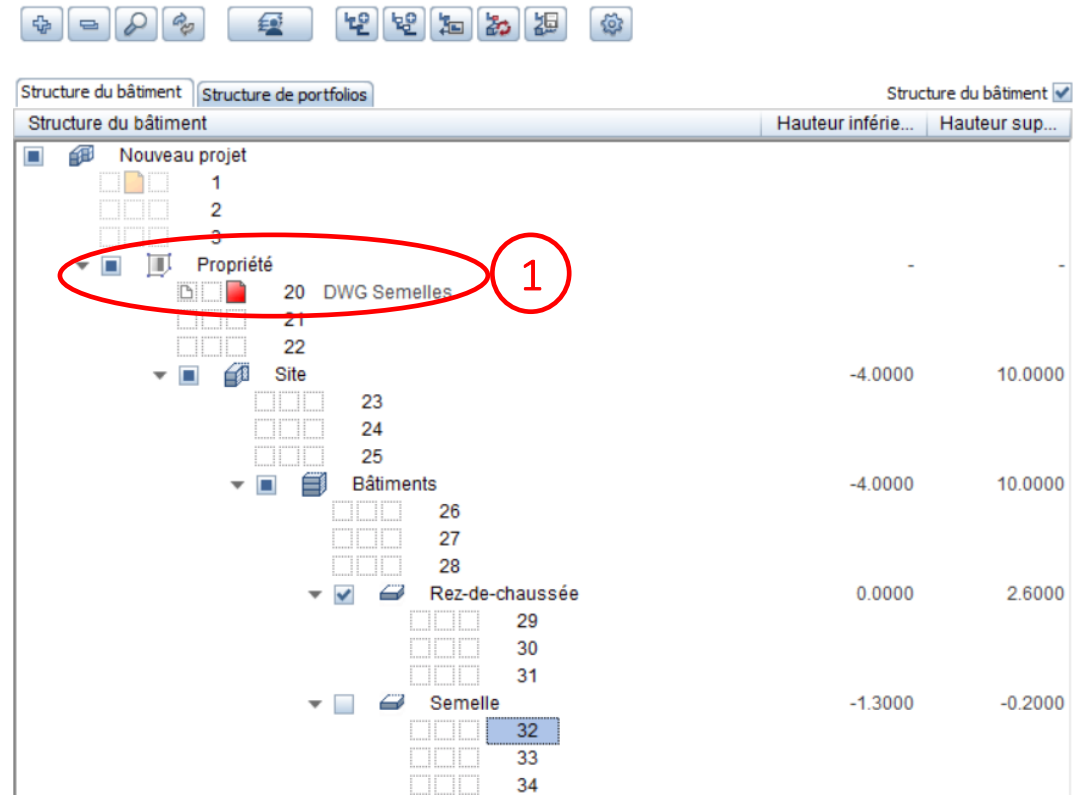 Structure du bâtiment Structure de portfolios Structure du bâtiment
Structure du bâtiment Hauteur inférie... Hauteur sup...
Nouveau projet
1
2
3
Propriété - -
1
20 DWG Semelles
21
22
Site -4.0000 10.0000
23
24
25
Bâtiments -4.0000 10.0000
26
27
28
Rez-de-chaussée 0.0000 2.6000
29
30
31
Semelle -1.3000 -0.2000
32
33
34